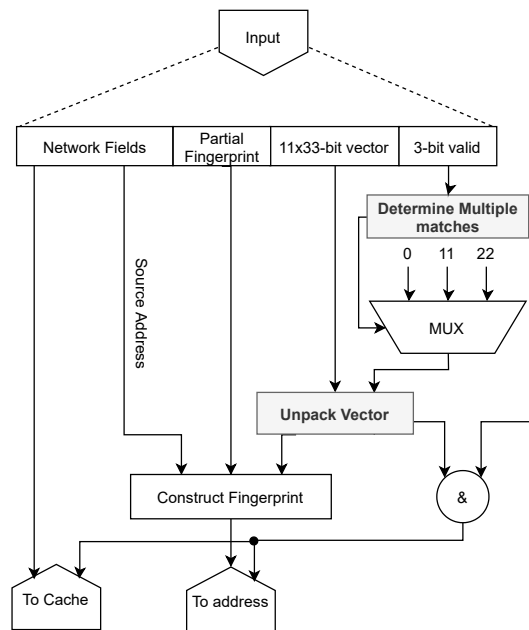 Input
Network Fields
Partial
Fingerprint
11x33-bit vector
3-bit valid
Determine Multiple
matches
0 11 22
Source Address
MUX
Unpack Vector
Construct Fingerprint
&
To Cache
To address